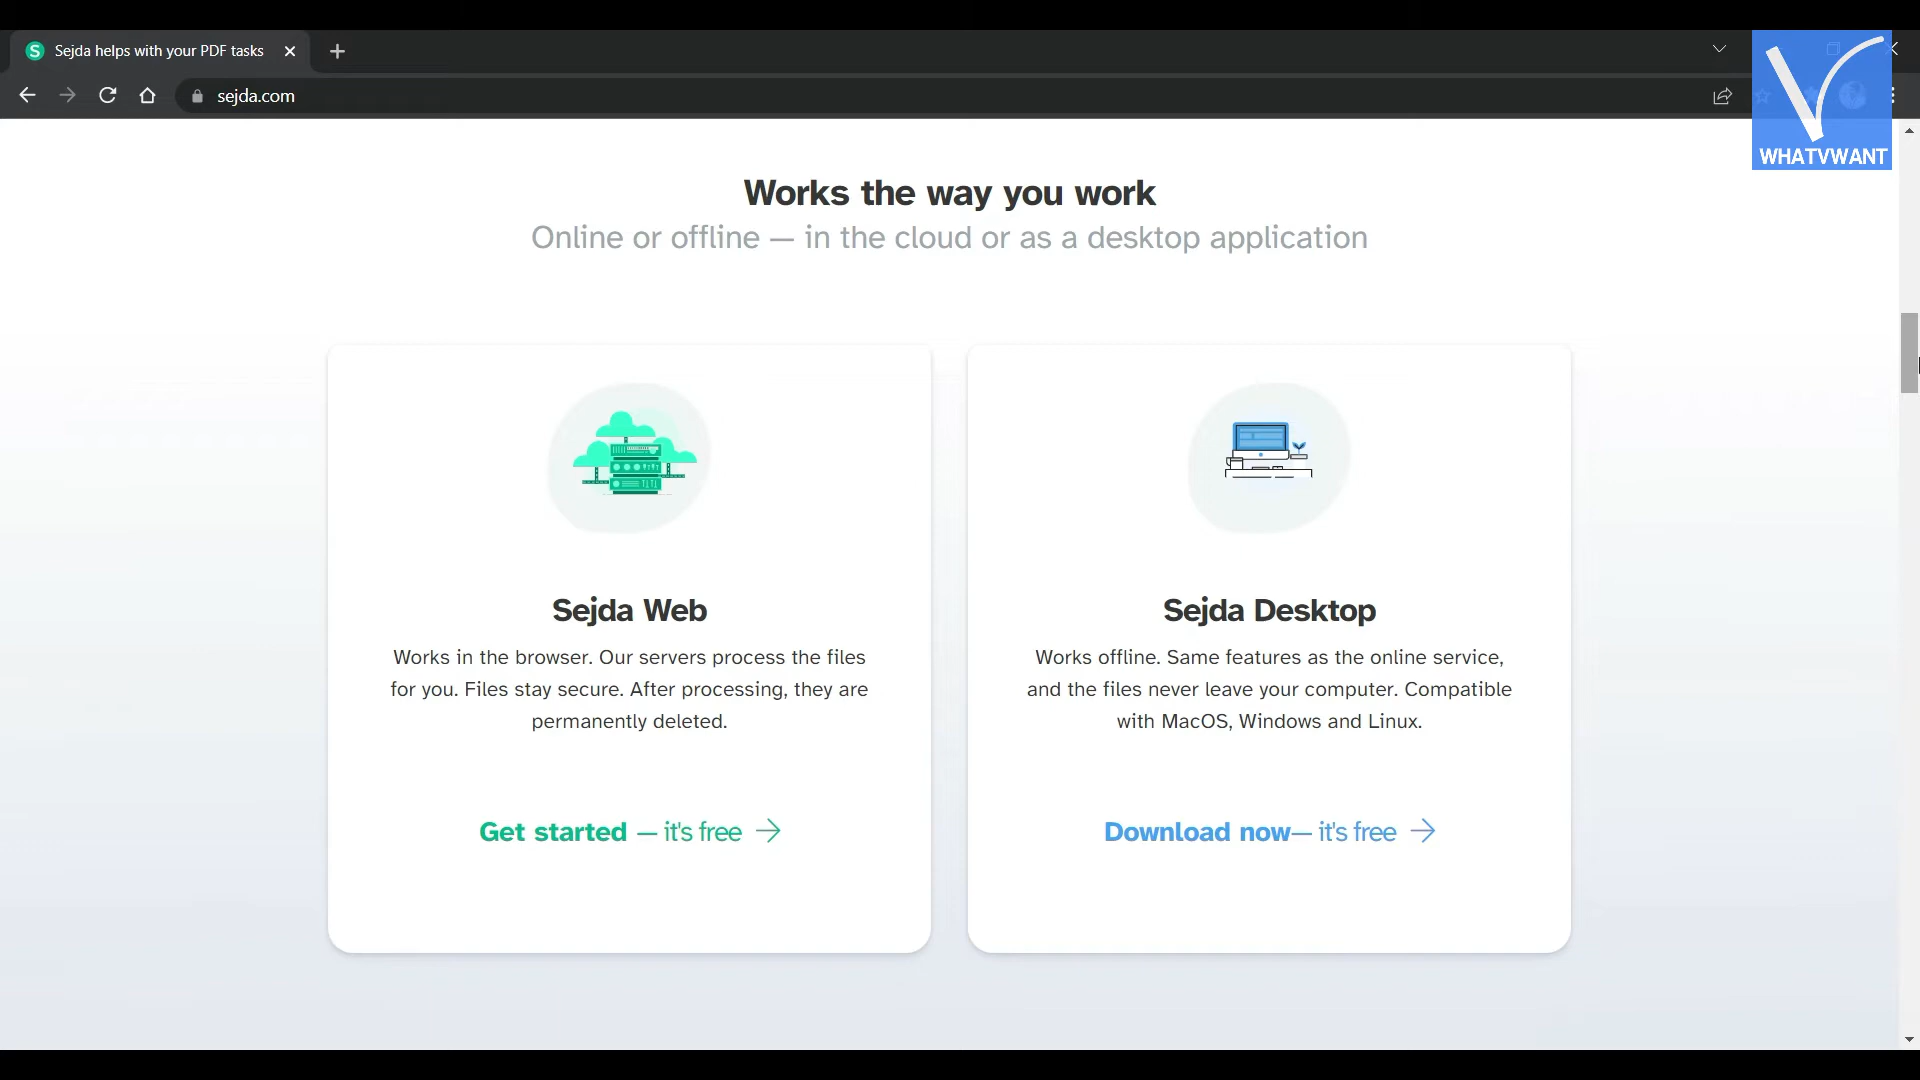 Sejda helps with your PDF tasks
sejda.com
WHATVWANT
Works the way you work
Online or offline — in the cloud or as a desktop application
Sejda Web
Works in the browser. Our servers process the files
for you. Files stay secure. After processing, they are
permanently deleted.
Get started — it's free
Sejda Desktop
Works offline. Same features as the online service,
and the files never leave your computer. Compatible
with MacOS, Windows and Linux.
Download now— it's free